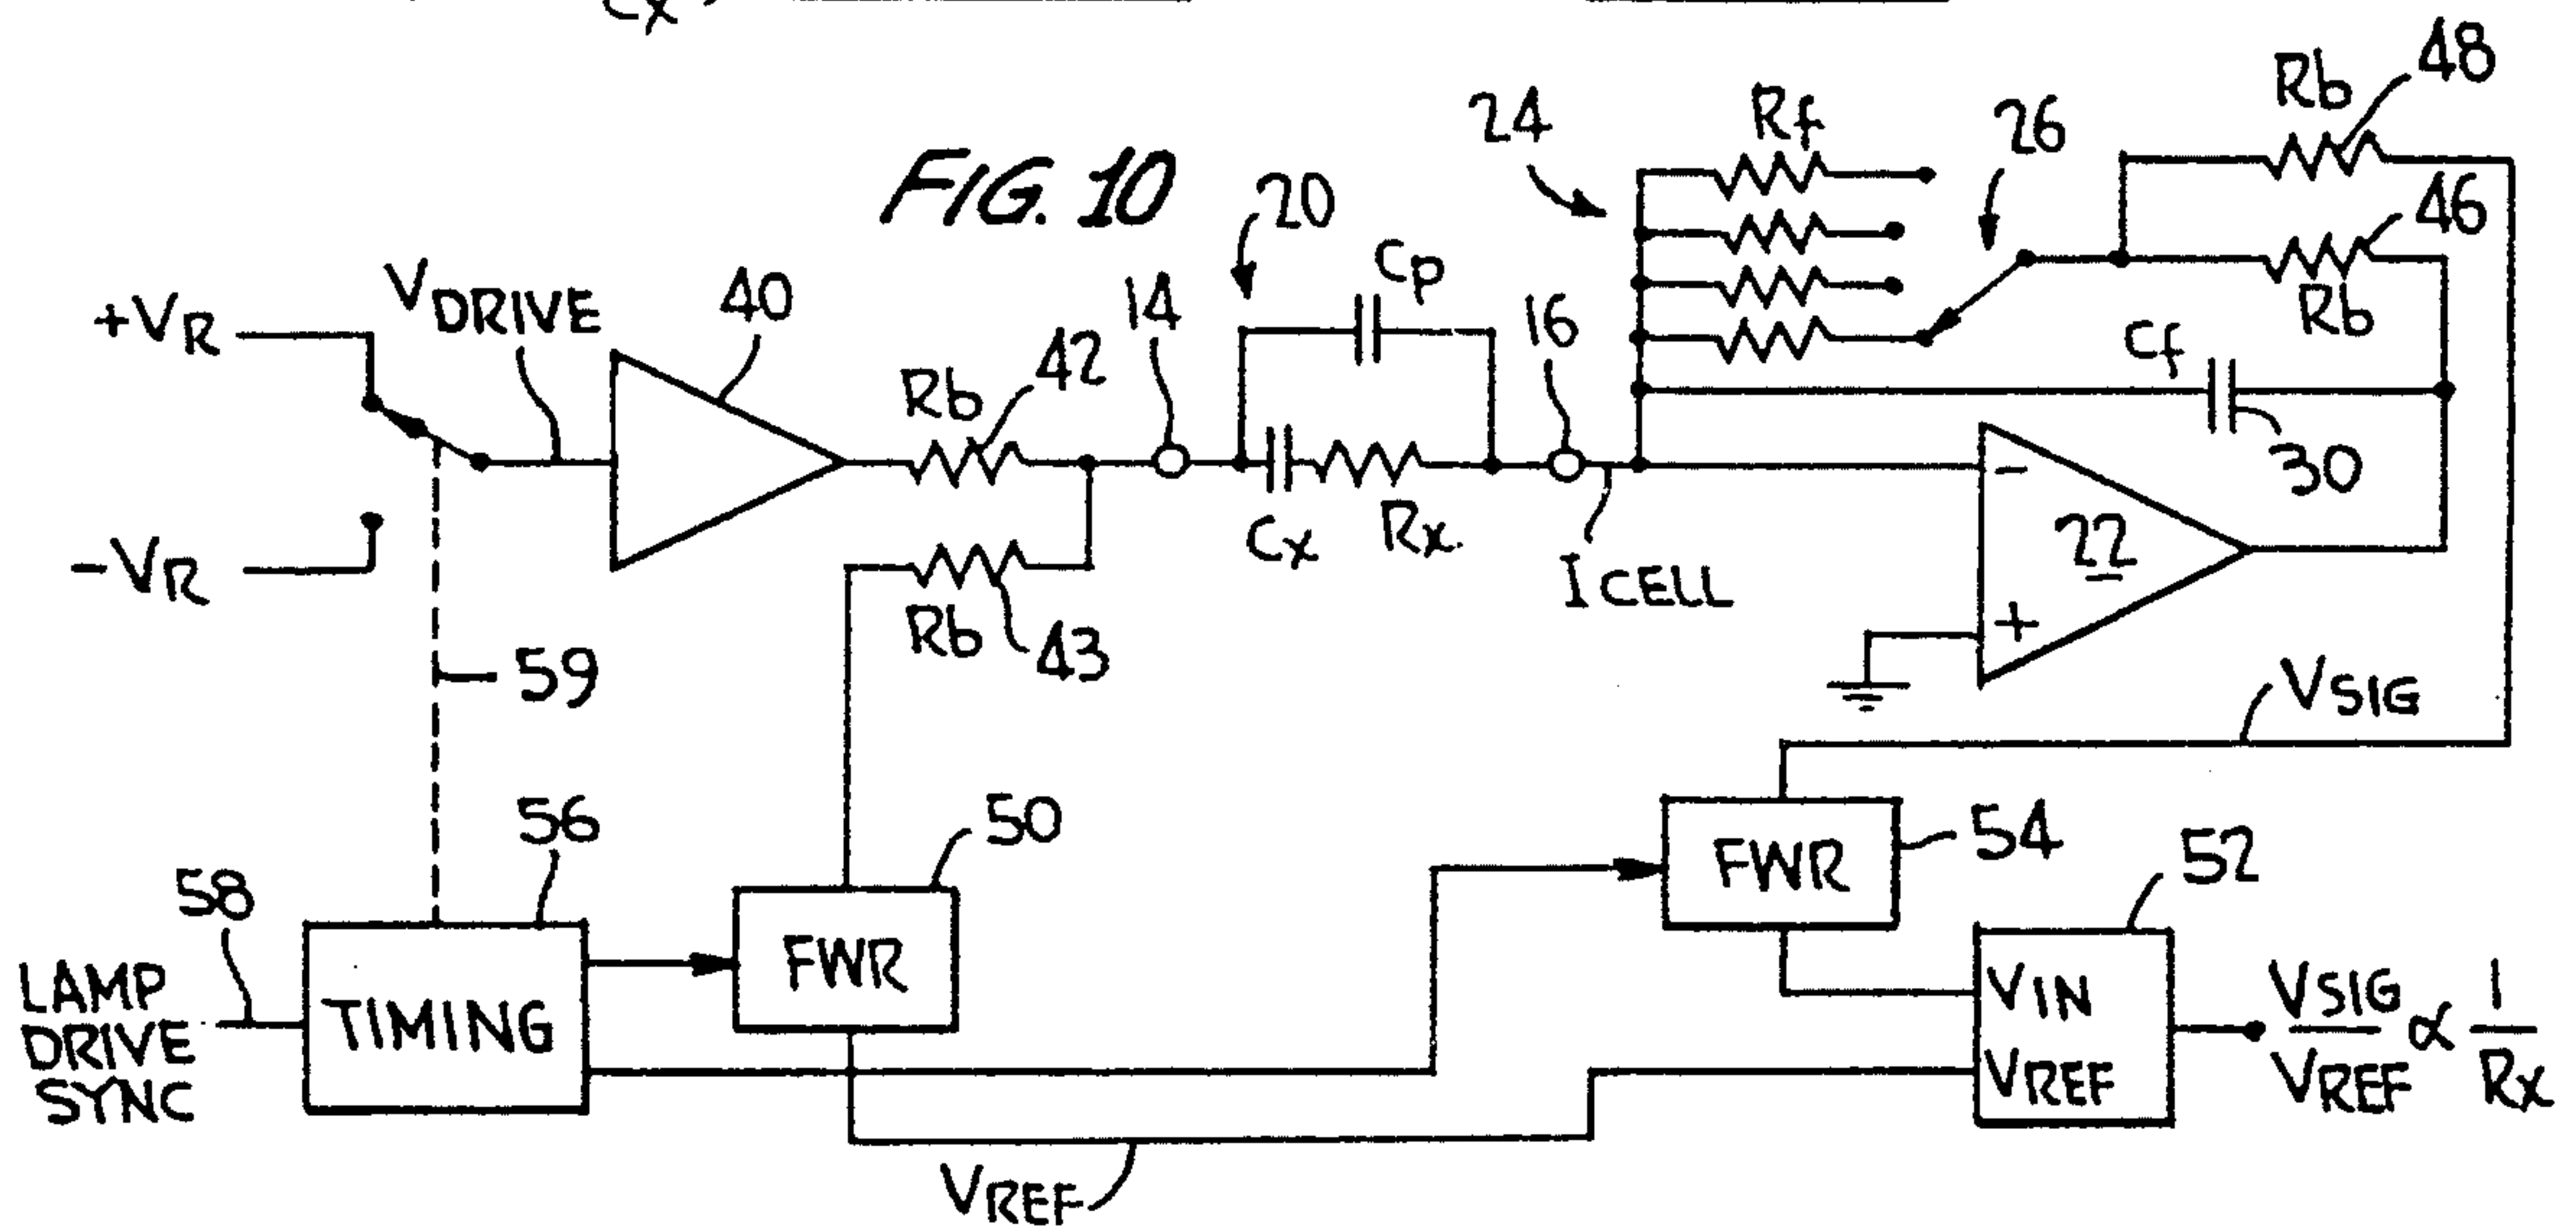 Cx
FIG. 10
+VR
VDRIVE
40
Rb
42
14
20
Cp
16
24
Rf
26
Rb
48
46
Rb
Cf
30
Cx
Rx
ICELL
-
22
+
-VR
Rb
43
59
VSIG
56
50
54
52
58
LAMP
DRIVE
SYNC
TIMING
FWR
FWR
VIN
VREF
VSIG
VREF
∝
1
Rx
VREF